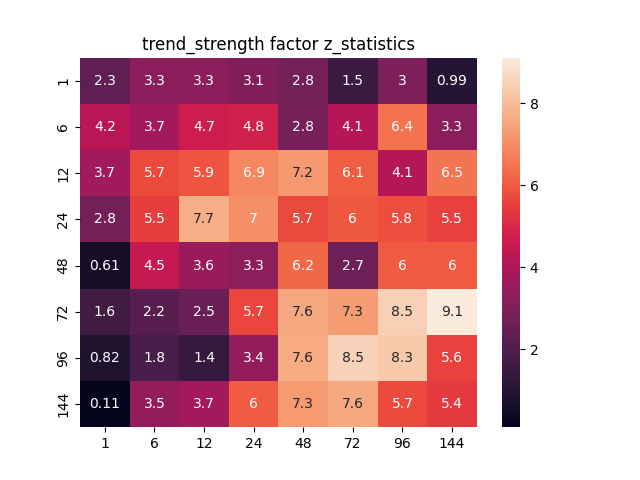 trend_strength factor z_statistics
1 2.3 3.3 3.3 3.1 2.8 1.5 3 0.99
6 4.2 3.7 4.7 4.8 2.8 4.1 6.4 3.3
12 3.7 5.7 5.9 6.9 7.2 6.1 4.1 6.5
24 2.8 5.5 7.7 7 5.7 6 5.8 5.5
48 0.61 4.5 3.6 3.3 6.2 2.7 6 6
72 1.6 2.2 2.5 5.7 7.6 7.3 8.5 9.1
96 0.82 1.8 1.4 3.4 7.6 8.5 8.3 5.6
144 0.11 3.5 3.7 6 7.3 7.6 5.7 5.4
1 6 12 24 48 72 96 144
8
6
4
2